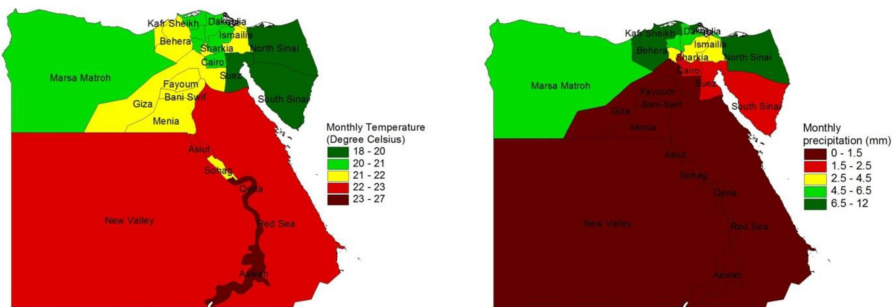 Kafr Sheikh
Behera
Ismailia
Sharkia
North Sinai
Cairo
Marsa Matroh
Suez
Fayoum
Bani Swif
South Sinai
Giza
Menia
Asiut
Sohag
Qena
New Valley
Red Sea
Aswan
Monthly Temperature
(Degree Celsius)
18 - 20
20 - 21
21 - 22
22 - 23
23 - 27
Kafr Sheikh
Behera
Ismailia
Sharkia
North Sinai
Cairo
Marsa Matroh
Suez
Fayoum
Bani Swif
South Sinai
Giza
Menia
Asiut
Sohag
Qena
New Valley
Red Sea
Aswan
Monthly
precipitation (mm)
0 - 1.5
1.5 - 2.5
2.5 - 4.5
4.5 - 6.5
6.5 - 12